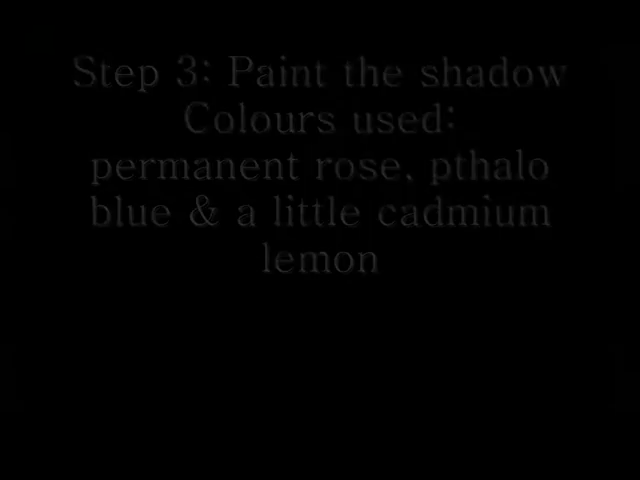 Step 3: Paint the shadow
Colours used:
permanent rose, pthalo
blue & a little cadmium
lemon